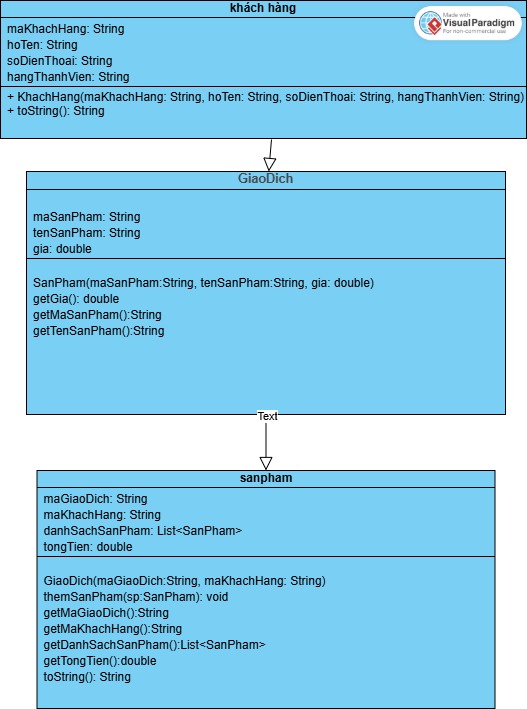 khách hàng
Made with
Visual Paradigm
For non-commercial use
maKhachHang: String
hoTen: String
soDienThoai: String
hangThanhVien: String
+ KhachHang(maKhachHang: String, hoTen: String, soDienThoai: String, hangThanhVien: String)
+ toString(): String
GiaoDich
maSanPham: String
tenSanPham: String
gia: double
SanPham(maSanPham:String, tenSanPham:String, gia: double)
getGia(): double
getMaSanPham():String
getTenSanPham():String
Text
sanpham
maGiaoDich: String
maKhachHang: String
danhSachSanPham: List<SanPham>
tongTien: double
GiaoDich(maGiaoDich:String, maKhachHang: String)
themSanPham(sp:SanPham): void
getMaGiaoDich():String
getMaKhachHang():String
getDanhSachSanPham():List<SanPham>
getTongTien():double
toString(): String